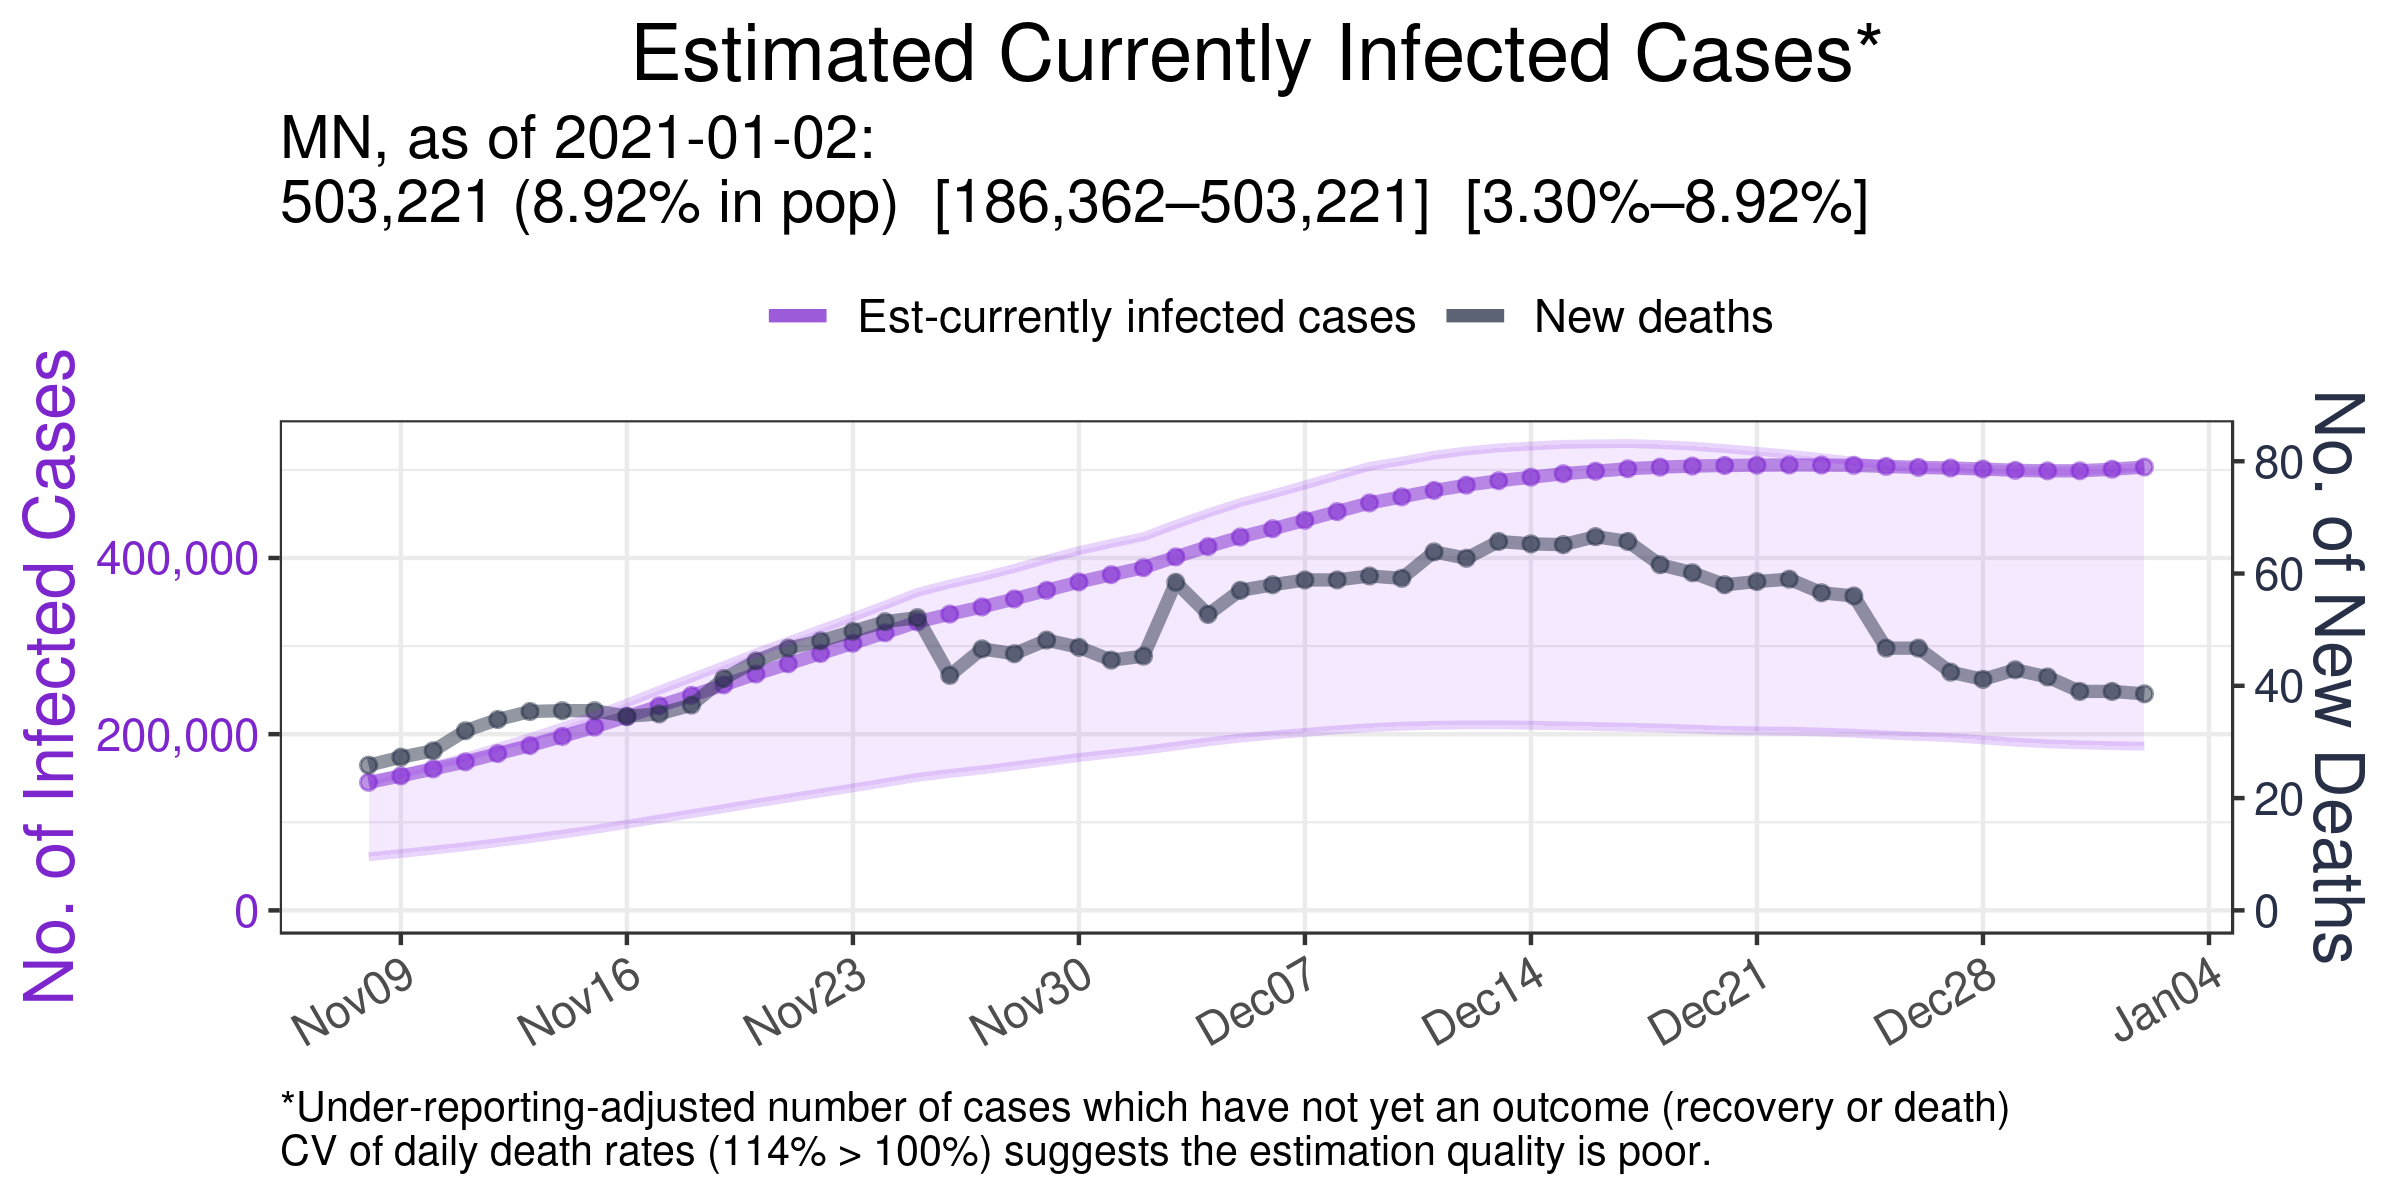 Estimated Currently Infected Cases*
MN, as of 2021-01-02:
503,221 (8.92% in pop)  [186,362–503,221]  [3.30%–8.92%]
Est-currently infected cases
New deaths
No. of Infected Cases
400,000
200,000
0
80
60
40
20
0
No. of New Deaths
Nov09
Nov16
Nov23
Nov30
Dec07
Dec14
Dec21
Dec28
Jan04
*Under-reporting-adjusted number of cases which have not yet an outcome (recovery or death)
CV of daily death rates (114% > 100%) suggests the estimation quality is poor.